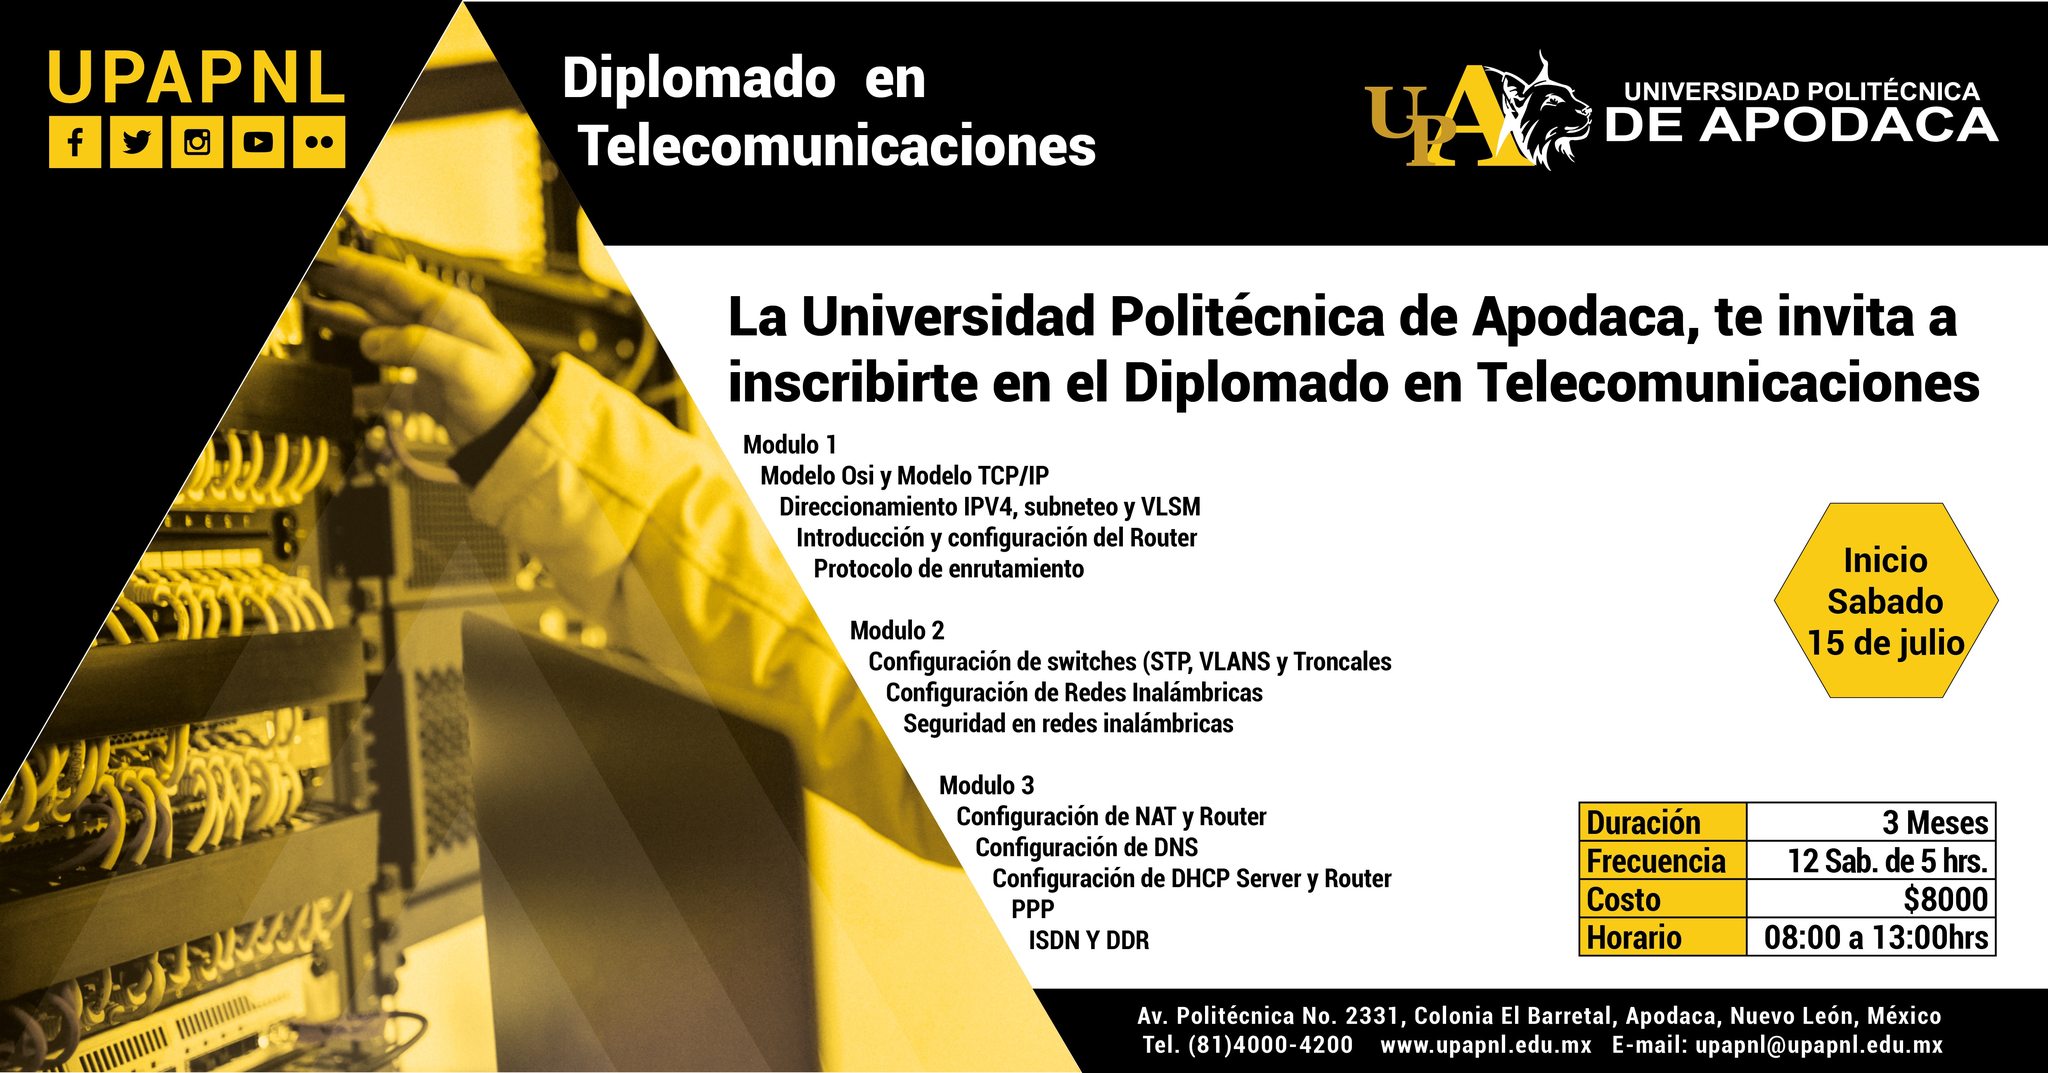 UPAPNL
Diplomado en
Telecomunicaciones
UPA
UNIVERSIDAD POLITÉCNICA
DE APODACA
La Universidad Politécnica de Apodaca, te invita a
inscribirte en el Diplomado en Telecomunicaciones
Modulo 1
Modelo Osi y Modelo TCP/IP
Direccionamiento IPV4, subneteo y VLSM
Introducción y configuración del Router
Protocolo de enrutamiento
Modulo 2
Configuración de switches (STP, VLANS y Troncales
Configuración de Redes Inalámbricas
Seguridad en redes inalámbricas
Modulo 3
Configuración de NAT y Router
Configuración de DNS
Configuración de DHCP Server y Router
PPP
ISDN Y DDR
Inicio
Sabado
15 de julio
Duración 3 Meses
Frecuencia 12 Sab. de 5 hrs.
Costo $8000
Horario 08:00 a 13:00hrs
Av. Politécnica No. 2331, Colonia El Barretal, Apodaca, Nuevo León, México
Tel. (81)4000-4200 www.upapnl.edu.mx E-mail: upapnl@upapnl.edu.mx